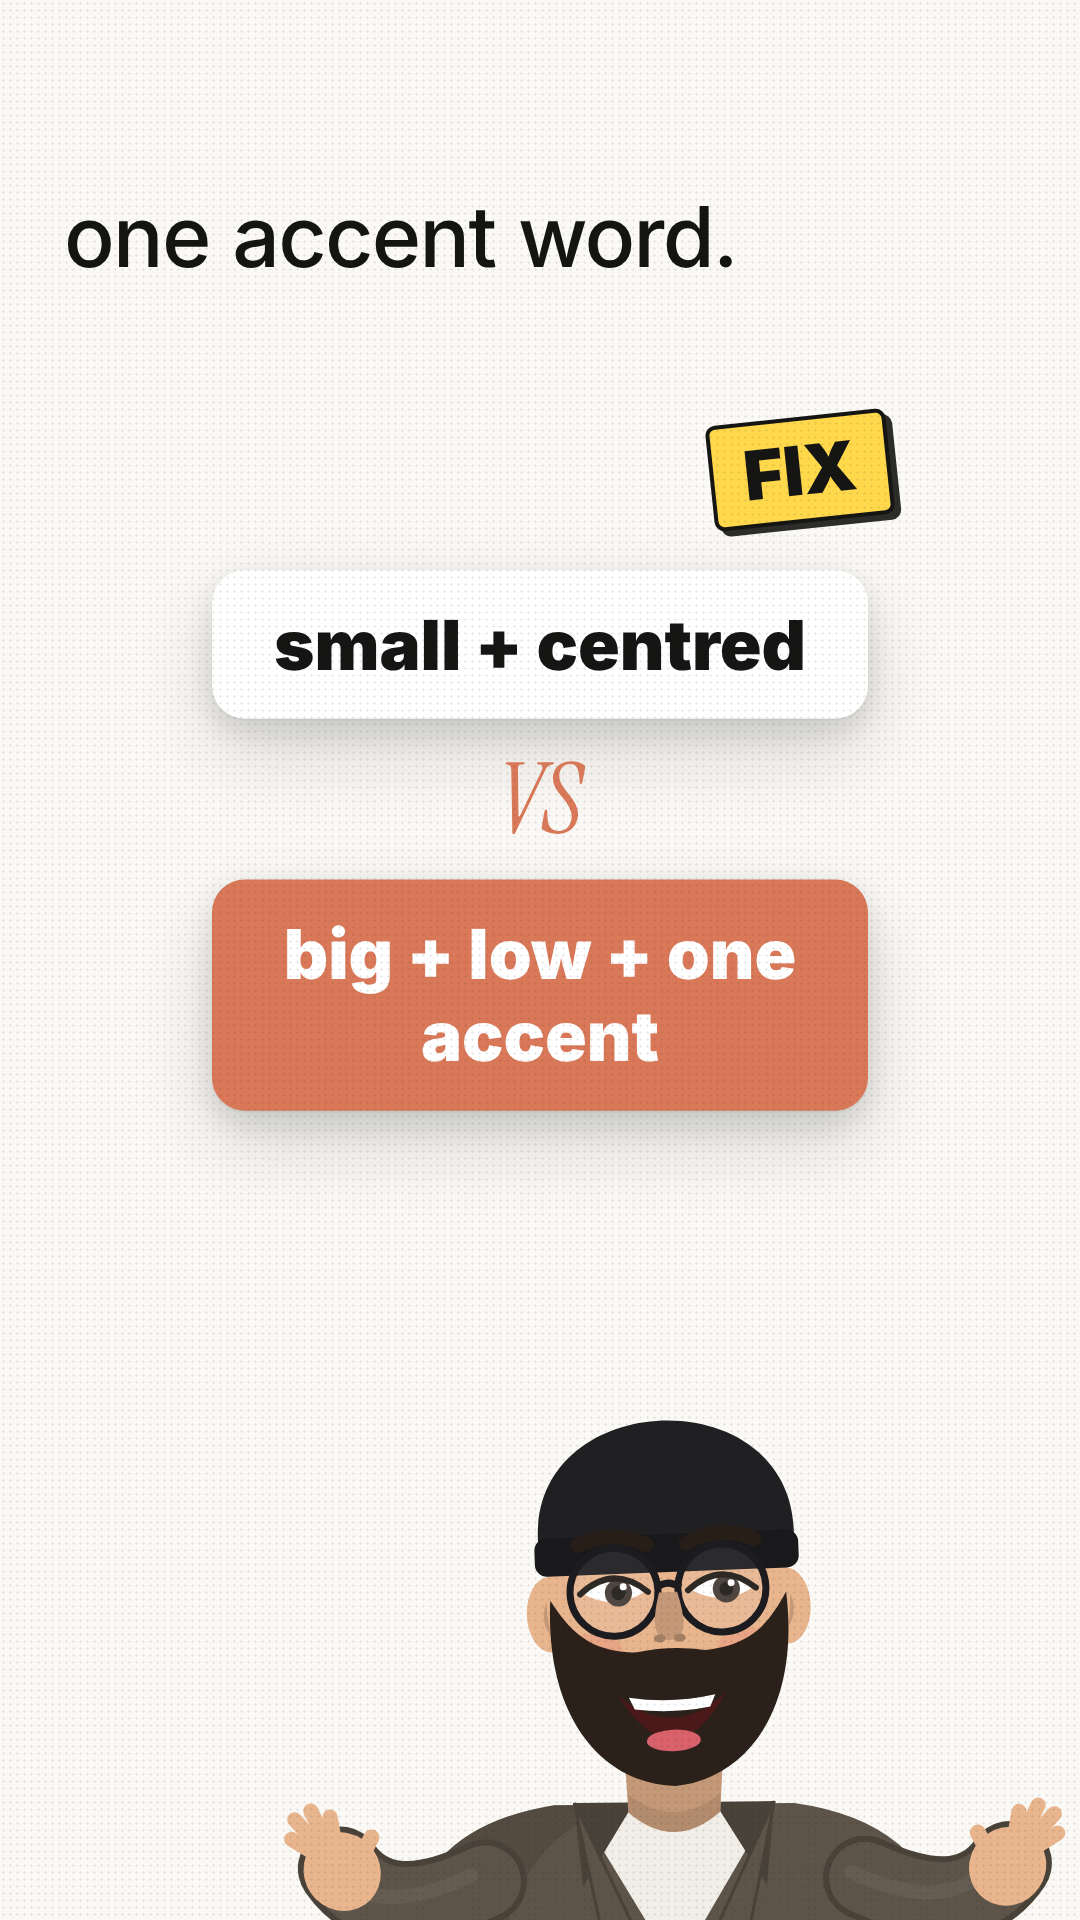 one accent word.
FIX
small + centred
VS
big + low + one
accent